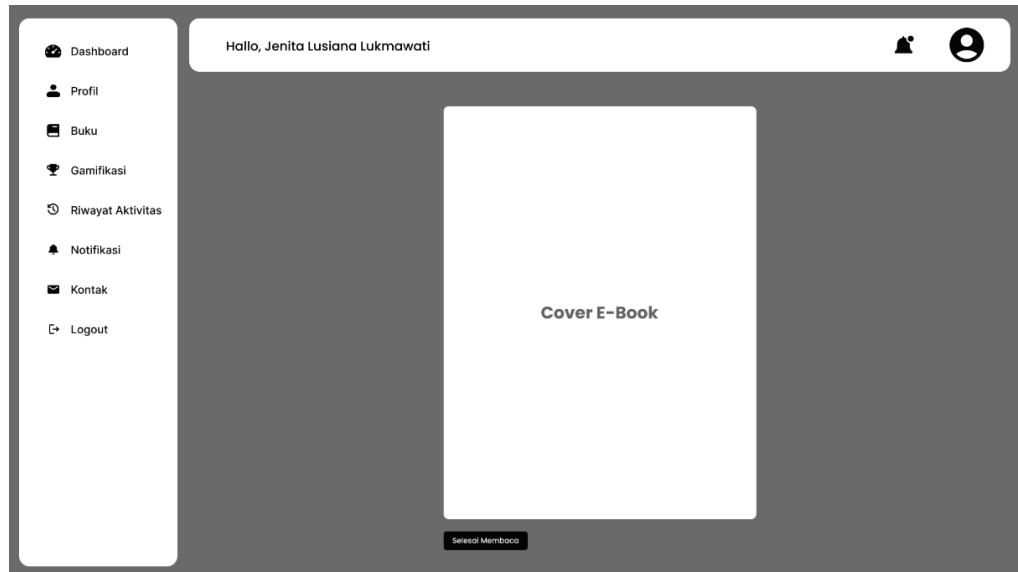 Dashboard
Profil
Buku
Gamifikasi
Riwayat Aktivitas
Notifikasi
Kontak
Logout
Hallo, Jenita Lusiana Lukmawati
Cover E-Book
Selesai Membaca